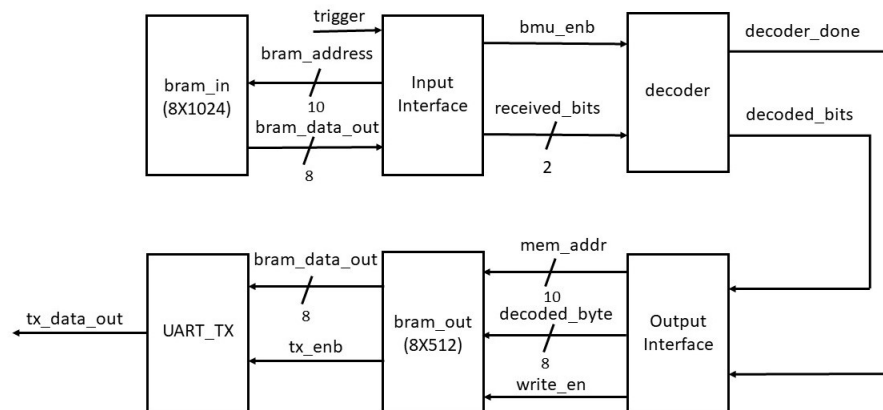 trigger
bmu_enb
decoder_done
bram_address
bram_in
(8X1024)
10
Input
Interface
decoder
received_bits
decoded_bits
bram_data_out
8
2
mem_addr
bram_data_out
10
8
decoded_byte
tx_data_out
UART_TX
bram_out
(8X512)
Output
Interface
tx_enb
8
write_en